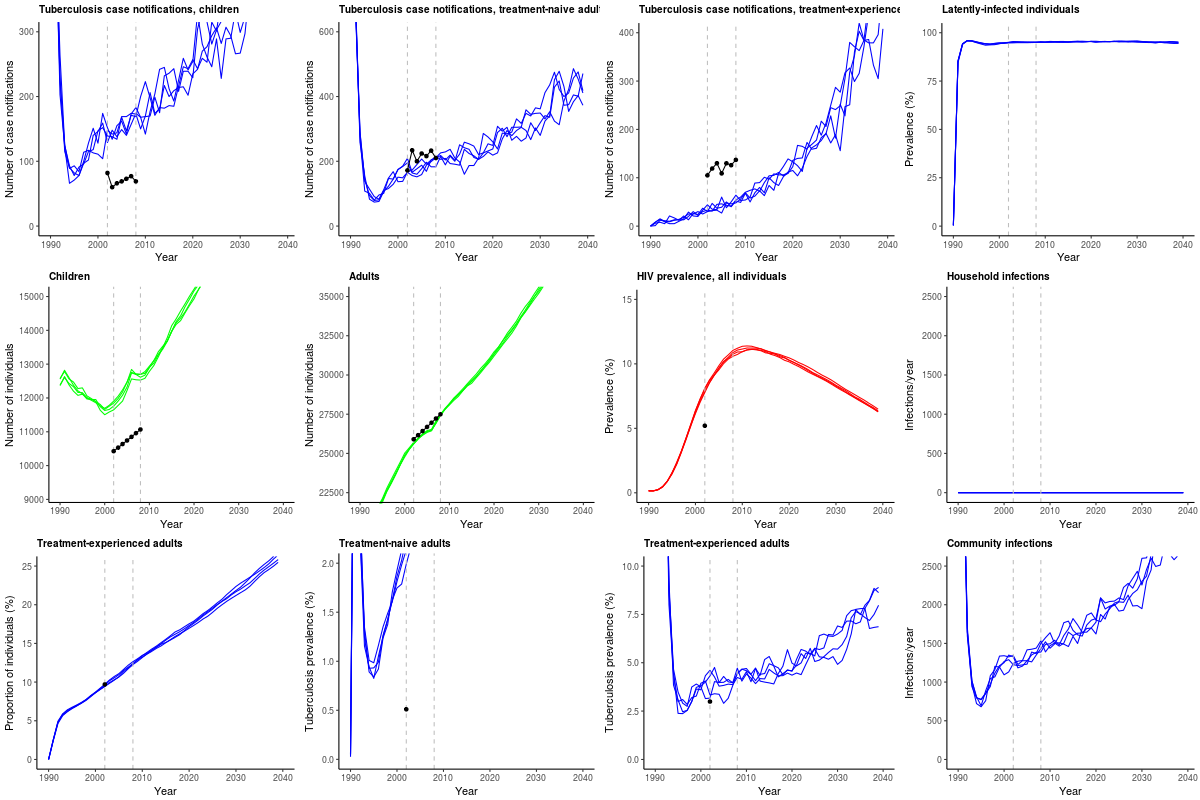 Tuberculosis case notifications, children
Number of case notifications
300
200
100
0
1990 2000 2010 2020 2030 2040
Year
Tuberculosis case notifications, treatment-naive adul
Number of case notifications
600
400
200
0
1990 2000 2010 2020 2030 2040
Year
Tuberculosis case notifications, treatment-experience
Number of case notifications
400
300
200
100
0
1990 2000 2010 2020 2030 2040
Year
Latently-infected individuals
Prevalence (%)
100
75
50
25
0
1990 2000 2010 2020 2030 2040
Year
Children
Number of individuals
15000
14000
13000
12000
11000
10000
9000
1990 2000 2010 2020 2030 2040
Year
Adults
Number of individuals
35000
32500
30000
27500
25000
22500
1990 2000 2010 2020 2030 2040
Year
HIV prevalence, all individuals
Prevalence (%)
15
10
5
0
1990 2000 2010 2020 2030 2040
Year
Household infections
Infections/year
2500
2000
1500
1000
500
0
1990 2000 2010 2020 2030 2040
Year
Treatment-experienced adults
Proportion of individuals (%)
25
20
15
10
5
0
1990 2000 2010 2020 2030 2040
Year
Treatment-naive adults
Tuberculosis prevalence (%)
2.0
1.5
1.0
0.5
0.0
1990 2000 2010 2020 2030 2040
Year
Treatment-experienced adults
Tuberculosis prevalence (%)
10.0
7.5
5.0
2.5
0.0
1990 2000 2010 2020 2030 2040
Year
Community infections
Infections/year
2500
2000
1500
1000
500
0
1990 2000 2010 2020 2030 2040
Year